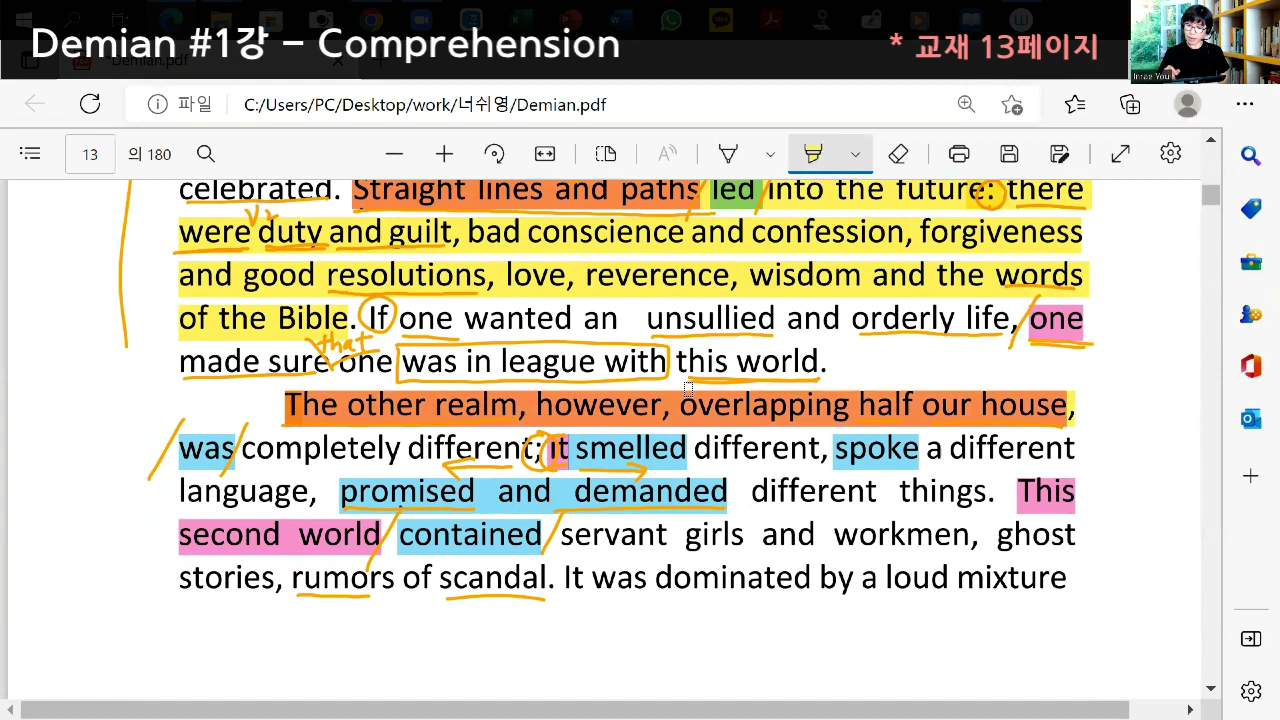 Demian #1강 – Comprehension
* 교재 13페이지
Demian.pdf
Inrae You
파일
C:/Users/PC/Desktop/work/너쉬영/Demian.pdf
13
의 180
celebrated. Straight lines and paths led into the future: there
V2
were duty and guilt, bad conscience and confession, forgiveness
and good resolutions, love, reverence, wisdom and the words
of the Bible. If one wanted an unsullied and orderly life, one
that
made sure one was in league with this world.
The other realm, however, overlapping half our house,
was completely different; it smelled different, spoke a different
language, promised and demanded different things. This
second world contained servant girls and workmen, ghost
stories, rumors of scandal. It was dominated by a loud mixture